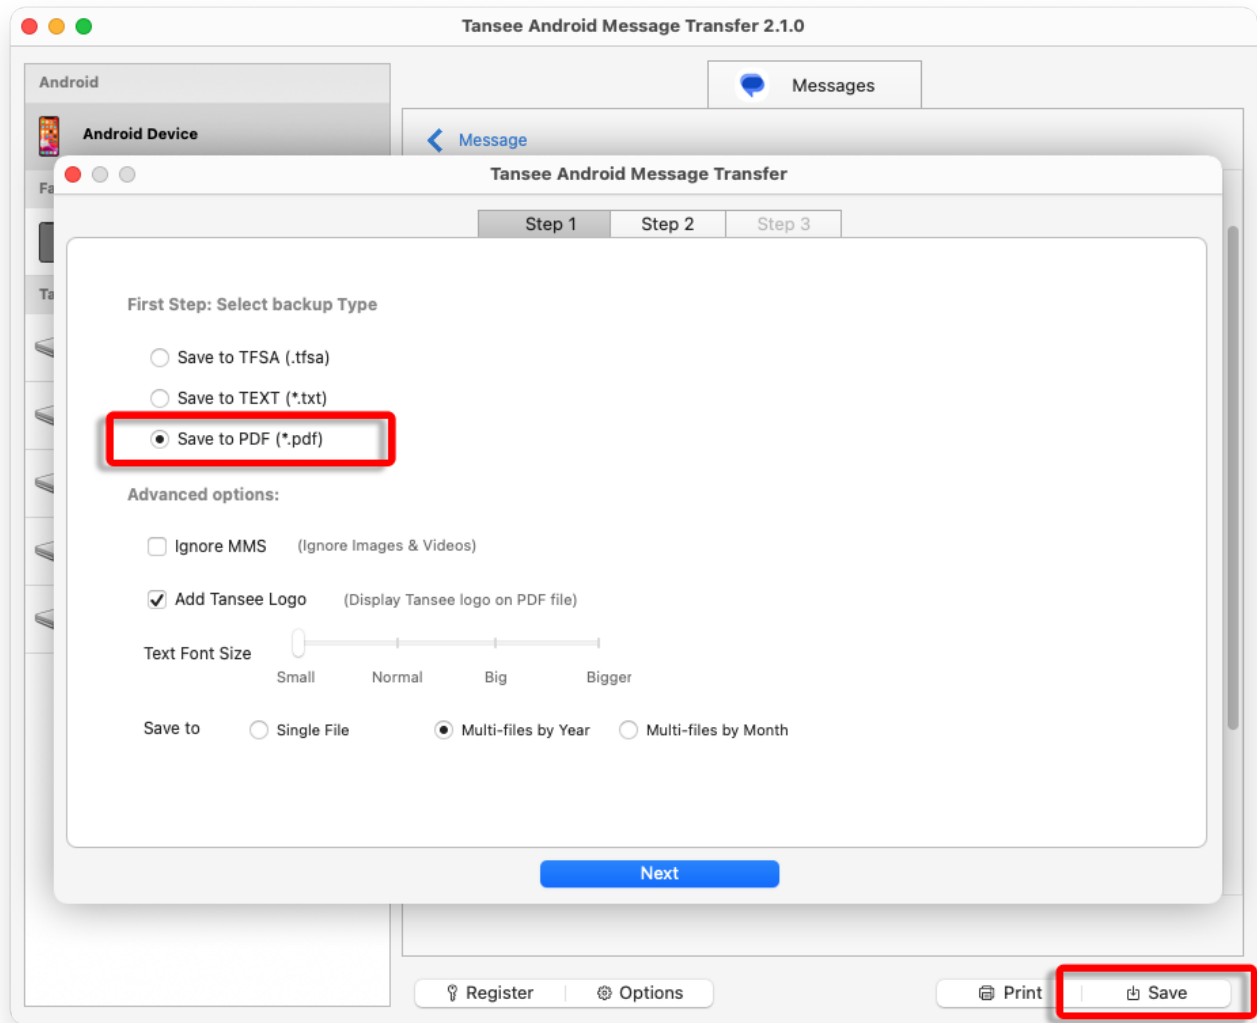 Tansee Android Message Transfer 2.1.0
Android
Messages
Android Device
Message
Tansee Android Message Transfer
Fa
Step 1 Step 2 Step 3
Ta
First Step: Select backup Type
Save to TFSA (.tfsa)
Save to TEXT (*.txt)
Save to PDF (*.pdf)
Advanced options:
Ignore MMS (Ignore Images & Videos)
Add Tansee Logo (Display Tansee logo on PDF file)
Text Font Size
Small Normal Big Bigger
Save to Single File Multi-files by Year Multi-files by Month
Next
Register Options Print Save